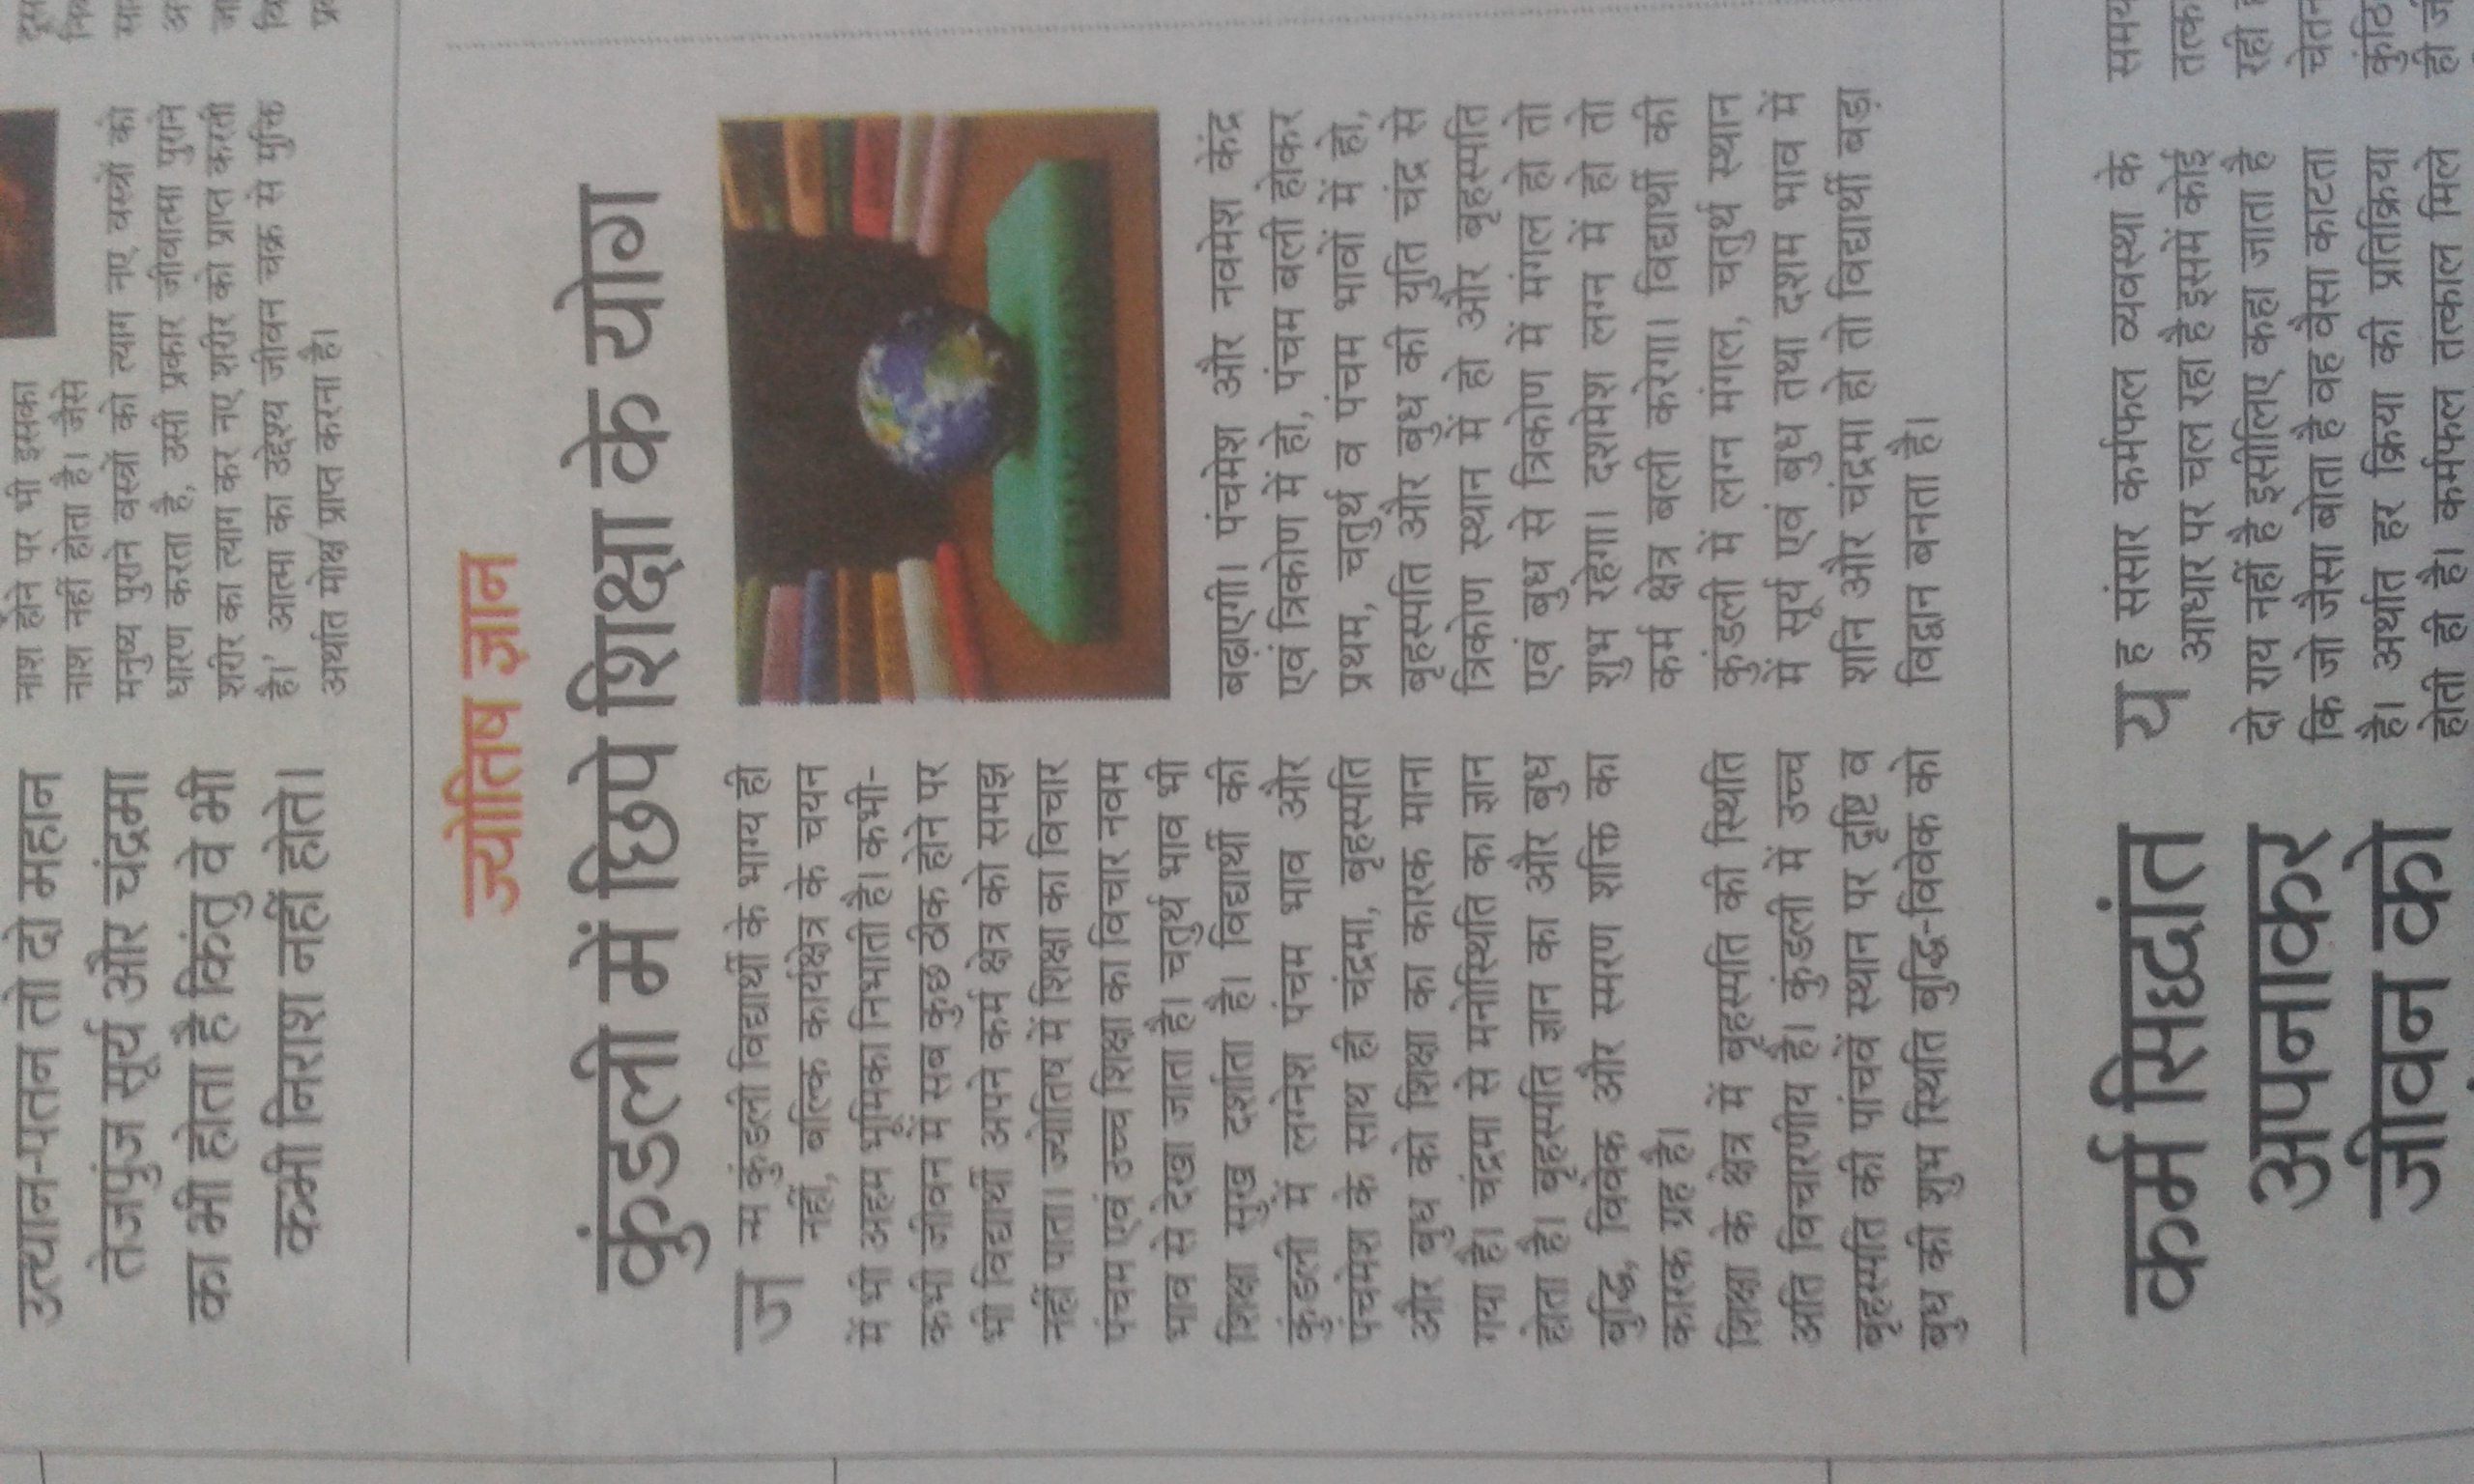 नाश होने पर भी इसका
नाश नहीं होता है। जैसे
मनुष्य पुराने वस्त्रों को त्याग नए वस्त्रों को
धारण करता है, उसी प्रकार जीवात्मा पुराने
शरीर का त्याग कर नए शरीर को प्राप्त करती
है।' आत्मा का उद्देश्य जीवन चक्र से मुक्ति
अर्थात मोक्ष प्राप्त करना है।
उत्थान-पतन तो दो महान
तेजपुंज सूर्य और चंद्रमा
का भी होता है किंतु वे भी
कभी निराश नहीं होते।
ज्योतिष ज्ञान
कुंडली में छिपे शिक्षा के योग
जन्म कुंडली विद्यार्थी के भाग्य ही
नहीं, बल्कि कार्यक्षेत्र के चयन
में भी अहम भूमिका निभाती है। कभी-
कभी जीवन में सब कुछ ठीक होने पर
भी विद्यार्थी अपने कर्म क्षेत्र को समझ
नहीं पाता। ज्योतिष में शिक्षा का विचार
पंचम एवं उच्च शिक्षा का विचार नवम
भाव से देखा जाता है। चतुर्थ भाव भी
शिक्षा सुख दर्शाता है। विद्यार्थी की
कुंडली में लग्नेश पंचम भाव और
पंचमेश के साथ ही चंद्रमा, बृहस्पति
और बुध को शिक्षा का कारक माना
गया है। चंद्रमा से मनोस्थिति का ज्ञान
होता है। बृहस्पति ज्ञान का और बुध
बुद्धि, विवेक और स्मरण शक्ति का
कारक ग्रह है।
शिक्षा के क्षेत्र में बृहस्पति की स्थिति
अति विचारणीय है। कुंडली में उच्च
बृहस्पति की पांचवें स्थान पर दृष्टि व
बुध की शुभ स्थिति बुद्धि-विवेक को
बढ़ाएगी। पंचमेश और नवमेश केंद्र
एवं त्रिकोण में हो, पंचम बली होकर
प्रथम, चतुर्थ व पंचम भावों में हो,
बृहस्पति और बुध की युति चंद्र से
त्रिकोण स्थान में हो और बृहस्पति
एवं बुध से त्रिकोण में मंगल हो तो
शुभ रहेगा। दशमेश लग्न में हो तो
कर्म क्षेत्र बली करेगा। विद्यार्थी की
कुंडली में लग्न मंगल, चतुर्थ स्थान
में सूर्य एवं बुध तथा दशम भाव में
शनि और चंद्रमा हो तो विद्यार्थी बड़ा
विद्वान बनता है।
कर्म सिद्धांत
अपनाकर
जीवन को
यह संसार कर्मफल व्यवस्था के
आधार पर चल रहा है इसमें कोई
दो राय नहीं है इसीलिए कहा जाता है
कि जो जैसा बोता है वह वैसा काटता
है। अर्थात हर क्रिया की प्रतिक्रिया
होती ही है। कर्मफल तत्काल मिले